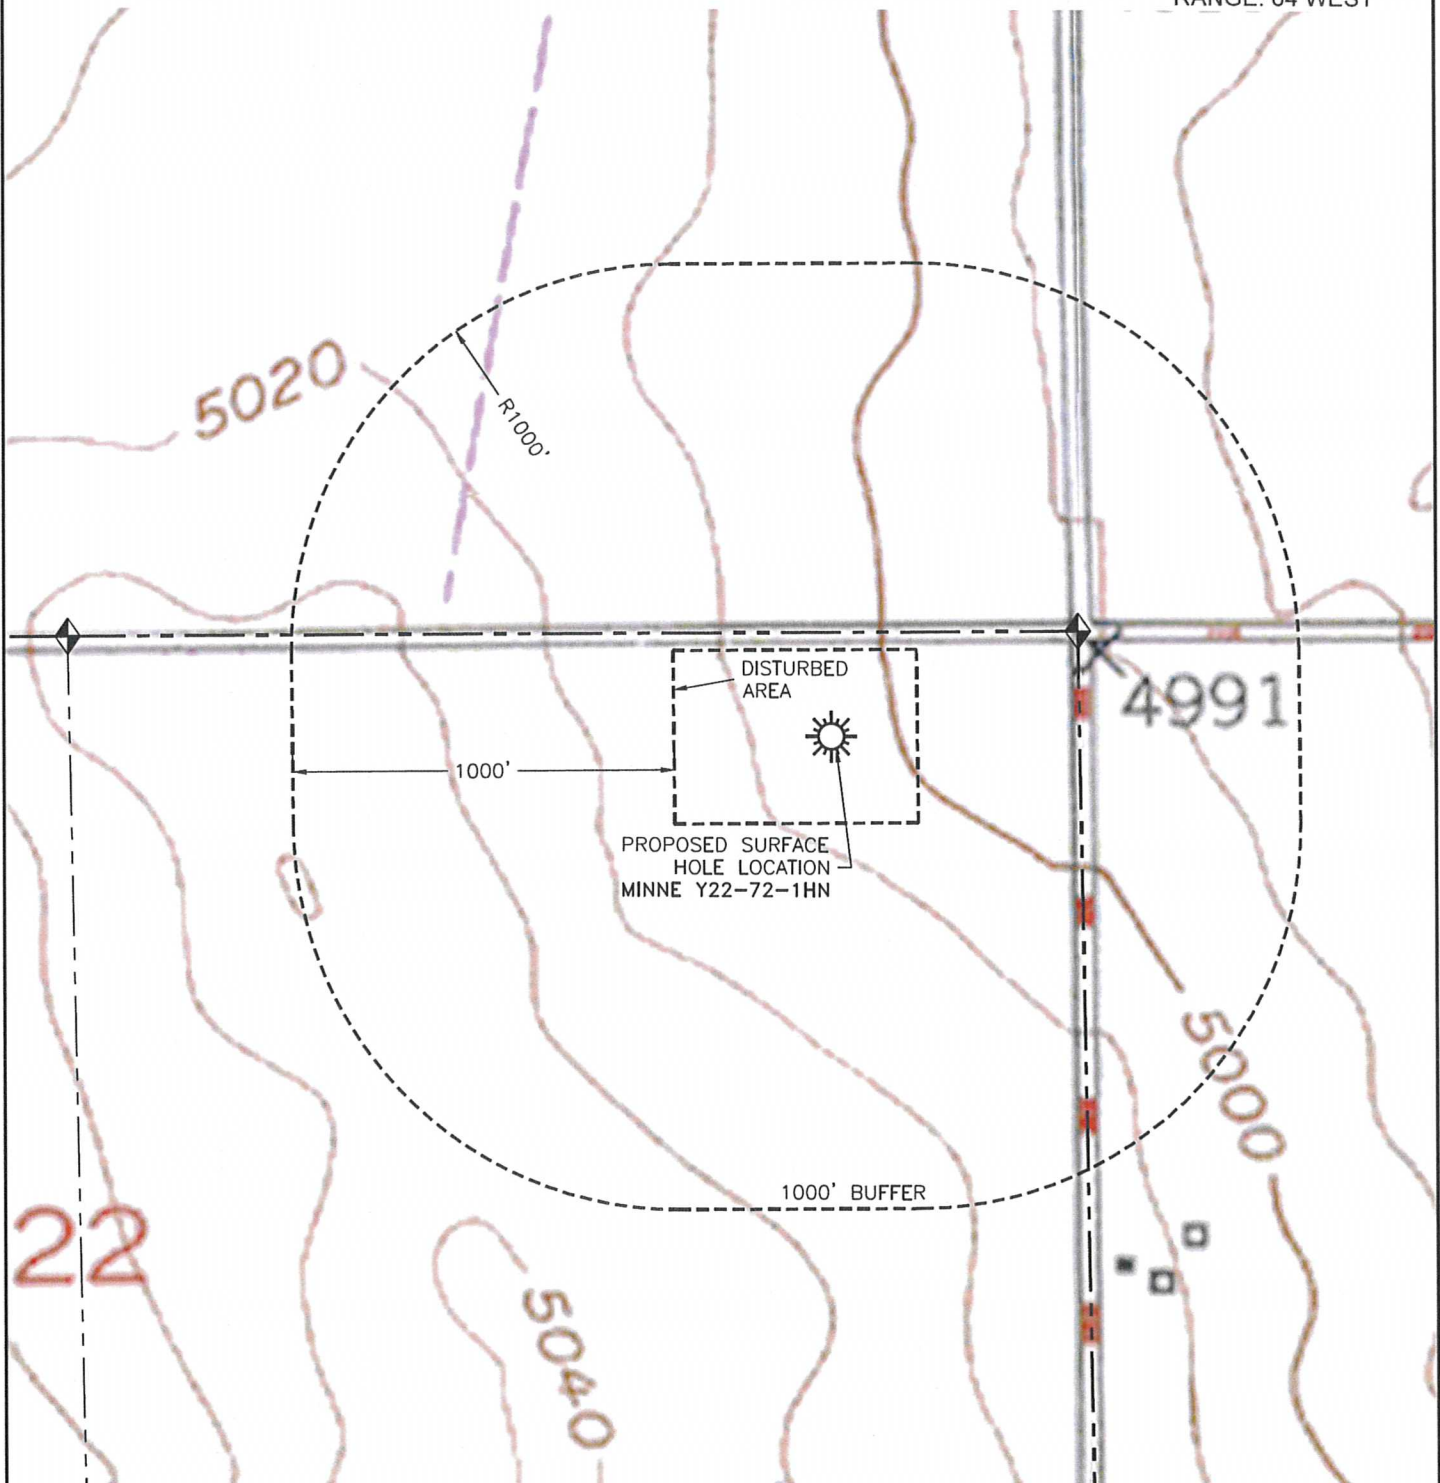 RANGE: 64 WEST
5020
R1000'
DISTURBED
AREA
4991
1000'
PROPOSED SURFACE
HOLE LOCATION
MINNE Y22-72-1HN
5000
1000' BUFFER
22
5040